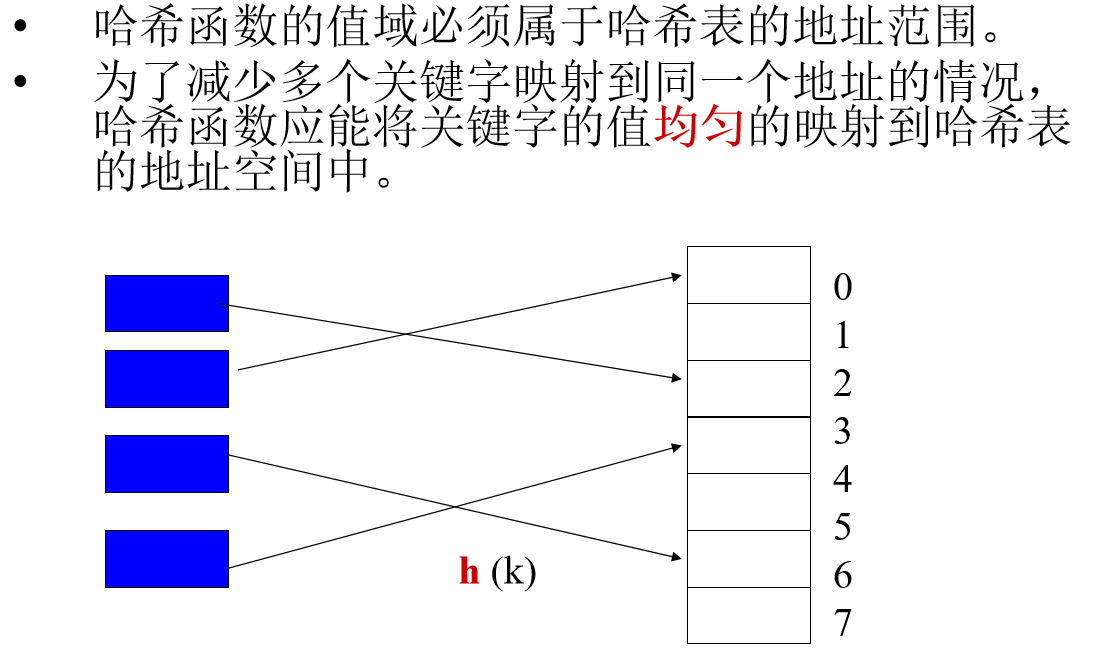 • 哈希函数的值域必须属于哈希表的地址范围。
• 为了减少多个关键字映射到同一个地址的情况，
哈希函数应能将关键字的值均匀的映射到哈希表
的地址空间中。
0
1
2
3
4
5
h (k)
6
7